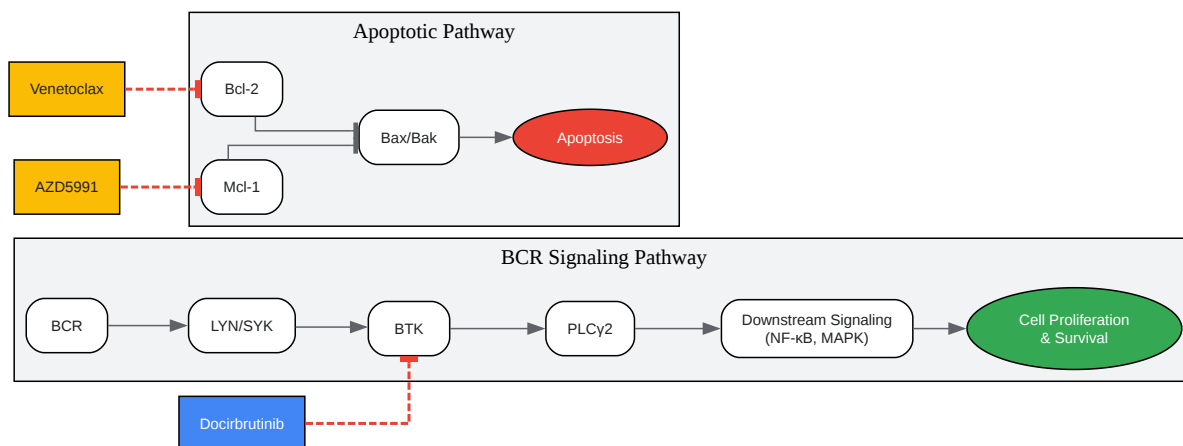 Apoptotic Pathway
Venetoclax
Bcl-2
Bax/Bak
Apoptosis
AZD5991
Mcl-1
BCR Signaling Pathway
BCR
LYN/SYK
BTK
PLCγ2
Downstream Signaling
(NF-κB, MAPK)
Cell Proliferation
& Survival
Docirbrutinib